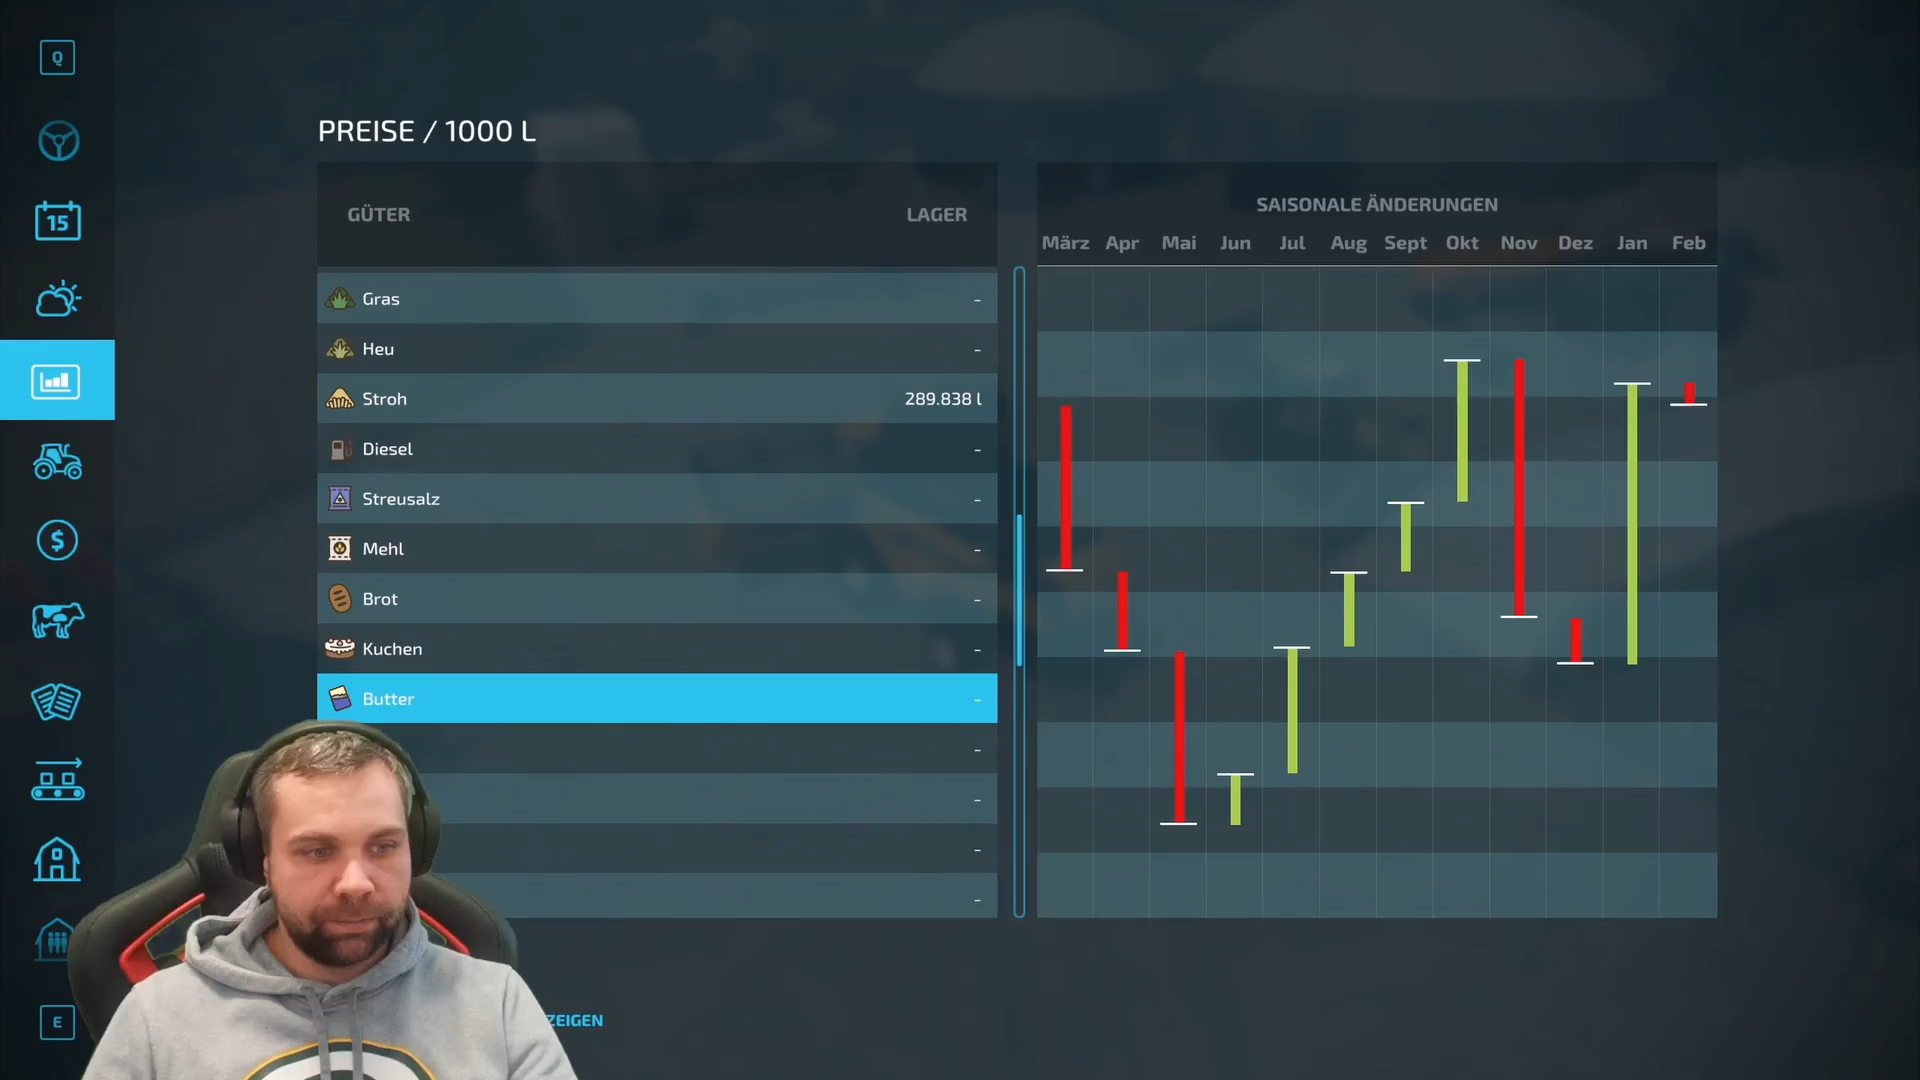 Q
15
E
PREISE / 1000 L
GÜTER LAGER
Gras -
Heu -
Stroh 289.838 l
Diesel -
Streusalz -
Mehl -
Brot -
Kuchen -
Butter -
-
-
-
-
ZEIGEN
SAISONALE ÄNDERUNGEN
März Apr Mai Jun Jul Aug Sept Okt Nov Dez Jan Feb